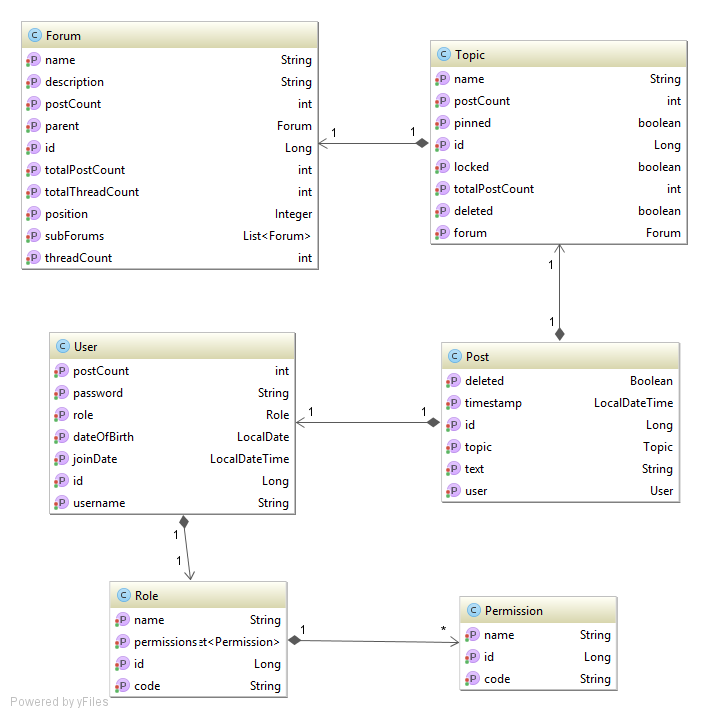 C Forum
P name String
P description String
P postCount int
P parent Forum
P id Long
P totalPostCount int
P totalThreadCount int
P position Integer
P subForums List<Forum>
P threadCount int
1
1
C Topic
P name String
P postCount int
P pinned boolean
P id Long
P locked boolean
P totalPostCount int
P deleted boolean
P forum Forum
1
1
C User
P postCount int
P password String
P role Role
P dateOfBirth LocalDate
P joinDate LocalDateTime
P id Long
P username String
1
1
C Post
P deleted Boolean
P timestamp LocalDateTime
P id Long
P topic Topic
P text String
P user User
1
1
C Role
P name String
P permissions et<Permission>
P id Long
P code String
1
*
C Permission
P name String
P id Long
P code String
Powered by yFiles